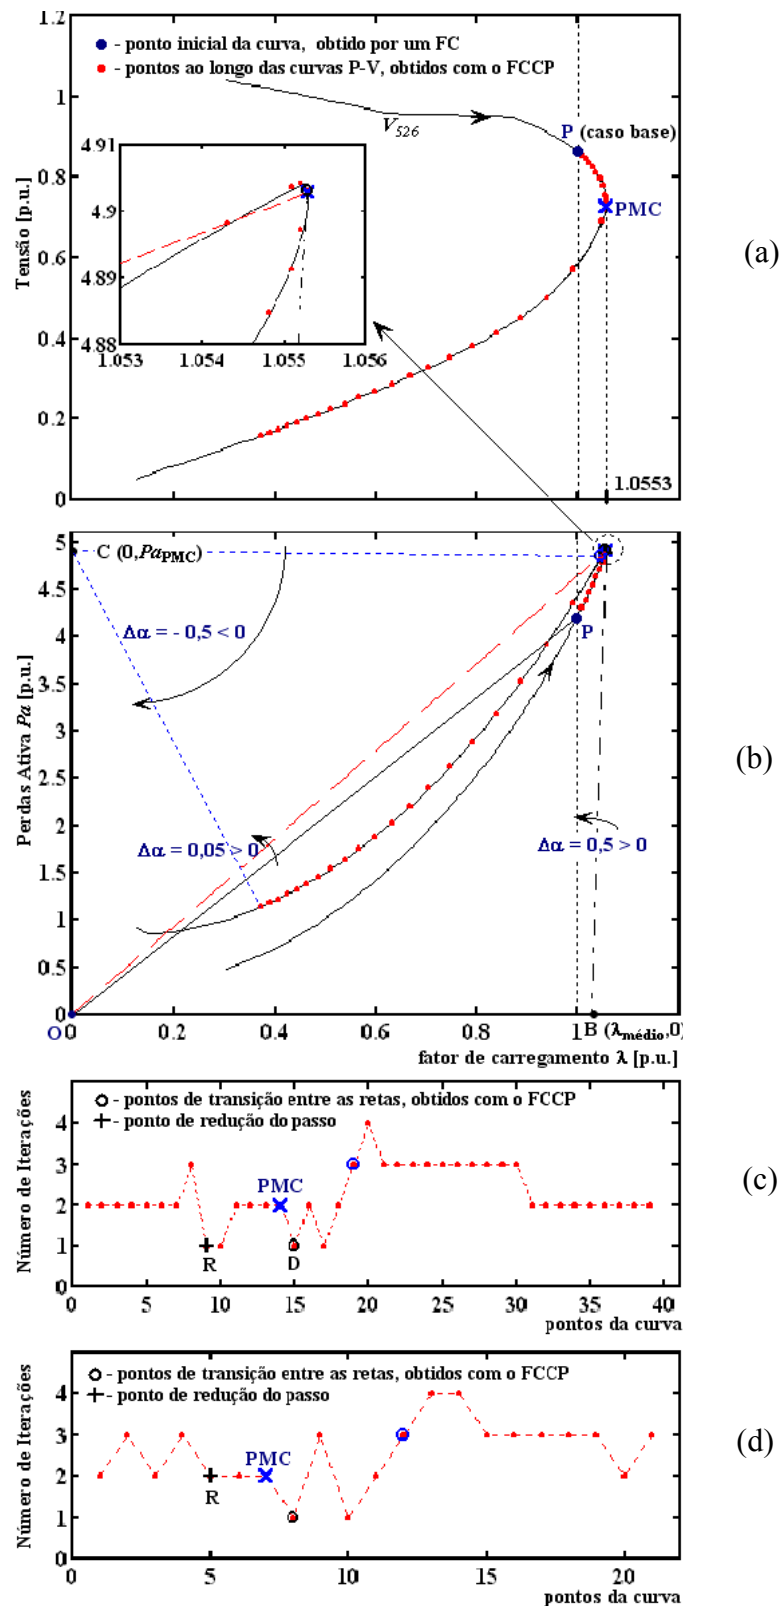 1.2
● - ponto inicial da curva, obtido por um FC
● - pontos ao longo das curvas P-V, obtidos com o FCCP
1
V526
P (caso base)
4.91
4.9
4.89
4.88
1.053 1.054 1.055 1.056
0.8
PMC
Tensão [p.u.]
(a)
0.6
0.4
0.2
1.0553
0
5
C (0,PaPMC)
4.5
Δα = - 0,5 < 0
P
4
3.5
3
Perdas Ativa Pa [p.u.]
(b)
2.5
2
Δα = 0,05 > 0
Δα = 0,5 > 0
1.5
1
0.5
0
O
B (λmédio,0)
0 0.2 0.4 0.6 0.8 1
fator de carregamento λ [p.u.]
O - pontos de transição entre as retas, obtidos com o FCCP
+ - ponto de redução do passo
4
3
PMC
2
1
R
D
0
Número de Iterações
(c)
0 5 10 15 20 25 30 35 40
pontos da curva
O - pontos de transição entre as retas, obtidos com o FCCP
+ - ponto de redução do passo
5
4
3
PMC
2
R
1
0
Número de Iterações
(d)
0 5 10 15 20
pontos da curva